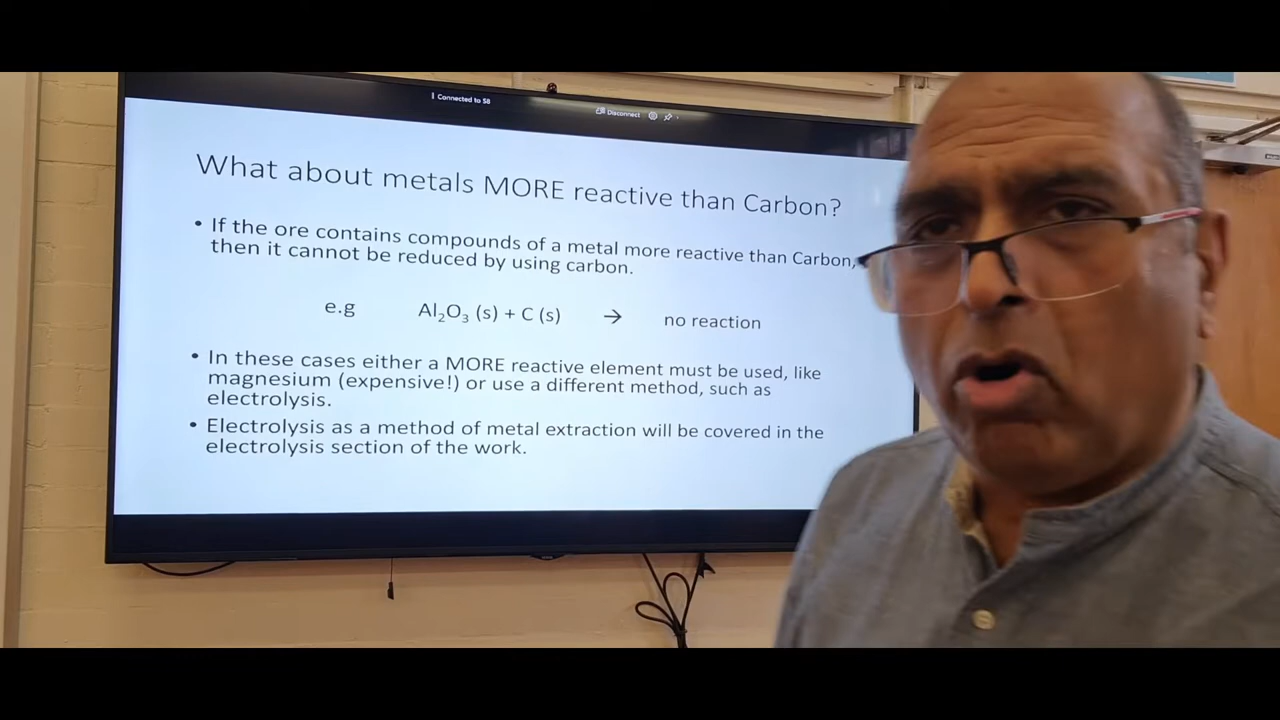 Connected to S8
Disconnect
What about metals MORE reactive than Carbon?
• If the ore contains compounds of a metal more reactive than Carbon,
then it cannot be reduced by using carbon.
e.g Al₂O₃ (s) + C (s) → no reaction
• In these cases either a MORE reactive element must be used, like
magnesium (expensive!) or use a different method, such as
electrolysis.
• Electrolysis as a method of metal extraction will be covered in the
electrolysis section of the work.